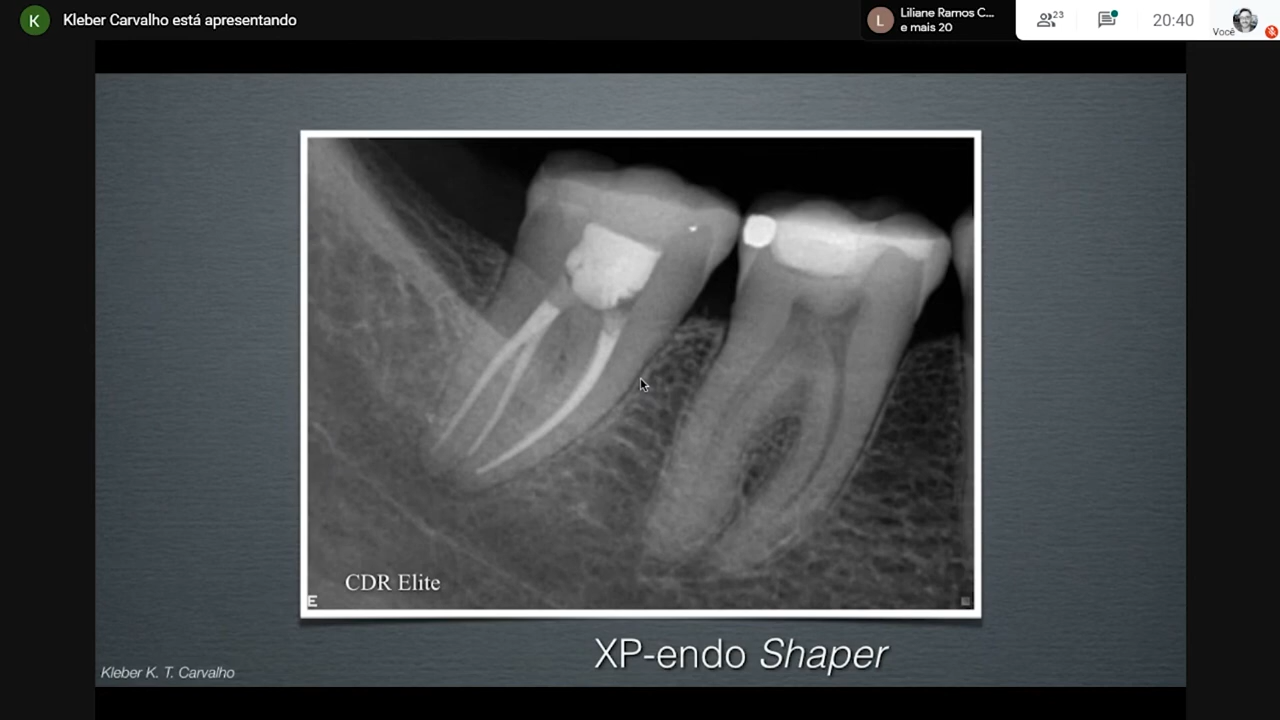 K
Kleber Carvalho está apresentando
L
Liliane Ramos C...
e mais 20
23
20:40
Você
CDR Elite
E
XP-endo Shaper
Kleber K. T. Carvalho